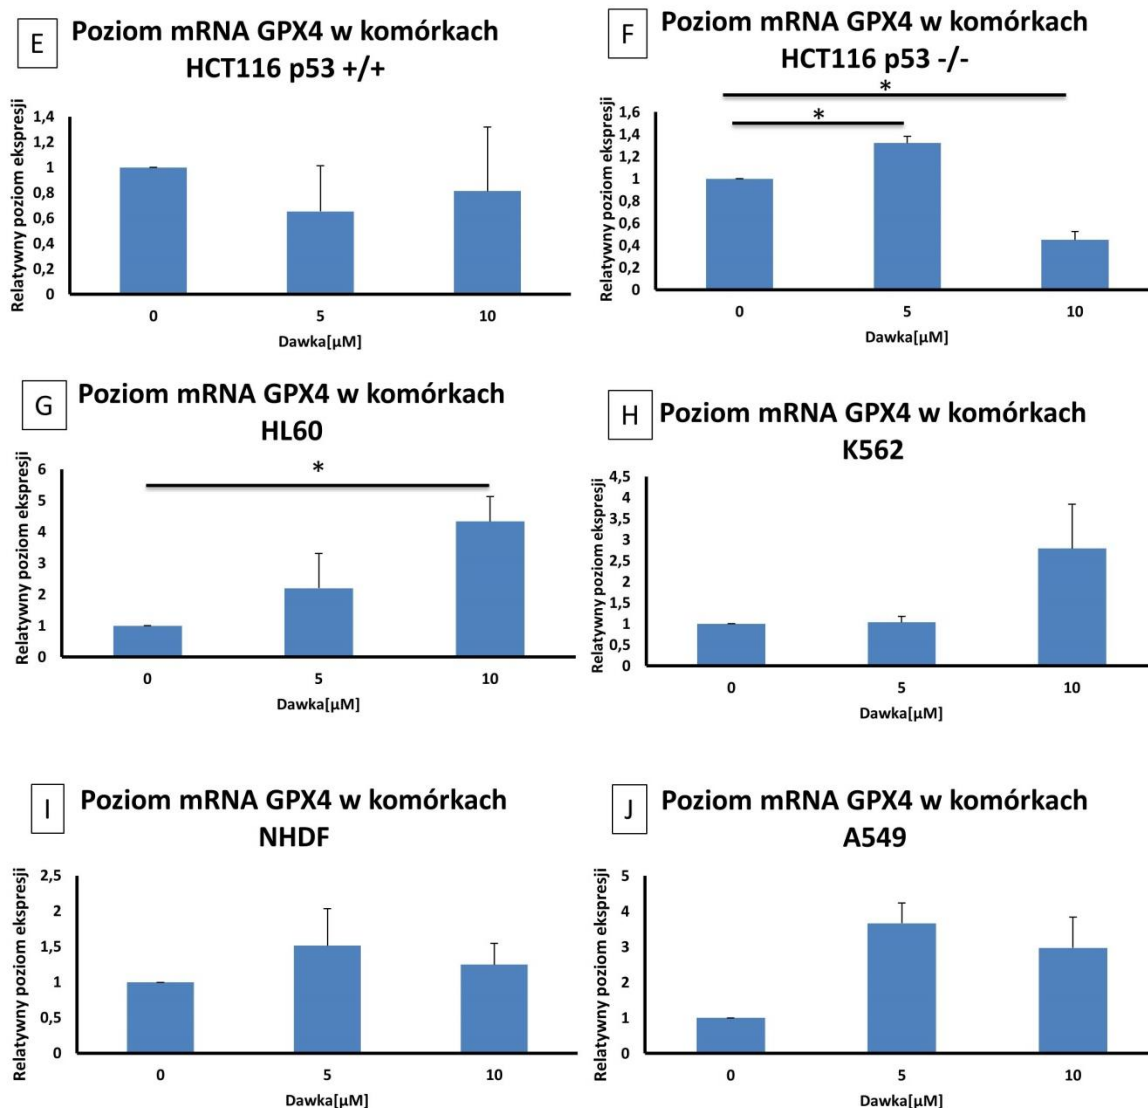 E
Poziom mRNA GPX4 w komórkach
HCT116 p53 +/+
Relatywny poziom ekspresji
1,4
1,2
1
0,8
0,6
0,4
0,2
0
0 5 10
Dawka[µM]
F
Poziom mRNA GPX4 w komórkach
HCT116 p53 -/-
*
*
Relatywny poziom ekspresji
1,6
1,4
1,2
1
0,8
0,6
0,4
0,2
0
0 5 10
Dawka[µM]
G
Poziom mRNA GPX4 w komórkach
HL60
*
Relatywny poziom ekspresji
6
5
4
3
2
1
0
0 5 10
Dawka[µM]
H
Poziom mRNA GPX4 w komórkach
K562
Relatywny poziom ekspresji
4,5
4
3,5
3
2,5
2
1,5
1
0,5
0
0 5 10
Dawka[µM]
I
Poziom mRNA GPX4 w komórkach
NHDF
Relatywny poziom ekspresji
2,5
2
1,5
1
0,5
0
0 5 10
Dawka[µM]
J
Poziom mRNA GPX4 w komórkach
A549
Relatywny poziom ekspresji
5
4
3
2
1
0
0 5 10
Dawka[µM]